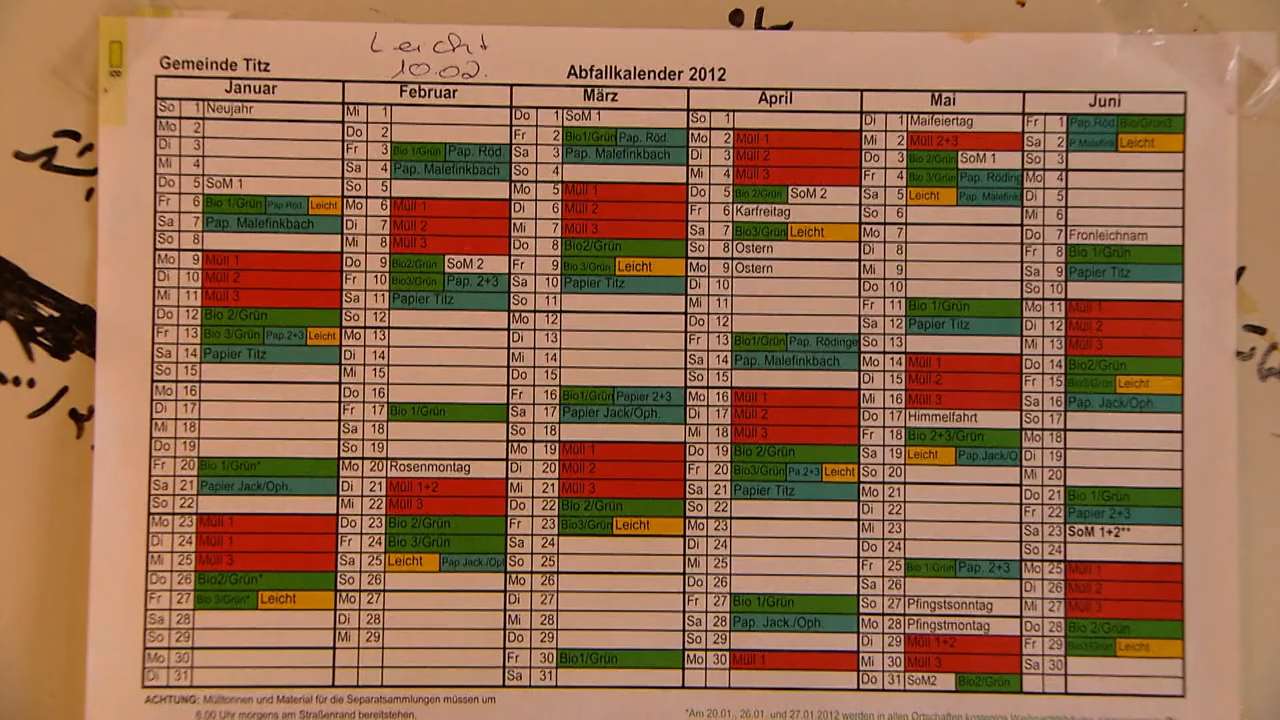 Leicht
10.02.
Gemeinde Titz
Abfallkalender 2012
Januar
So 1 Neujahr
Mo 2
Di 3
Mi 4
Do 5 SoM 1
Fr 6 Bio 1/Grün Pap.Röd. Leicht
Sa 7 Pap. Malefinkbach
So 8
Mo 9 Müll 1
Di 10 Müll 2
Mi 11 Müll 3
Do 12 Bio 2/Grün
Fr 13 Bio 3/Grün Pap.2+3 Leicht
Sa 14 Papier Titz
So 15
Mo 16
Di 17
Mi 18
Do 19
Fr 20 Bio 1/Grün*
Sa 21 Papier Jack/Oph.
So 22
Mo 23 Müll 1
Di 24 Müll 1
Mi 25 Müll 3
Do 26 Bio2/Grün*
Fr 27 Bio 3/Grün* Leicht
Sa 28
So 29
Mo 30
Di 31
Februar
Mi 1
Do 2
Fr 3 Bio 1/Grün Pap. Röd.
Sa 4 Pap. Malefinkbach
So 5
Mo 6 Müll 1
Di 7 Müll 2
Mi 8 Müll 3
Do 9 Bio2/Grün SoM 2
Fr 10 Bio3/Grün Pap. 2+3
Sa 11 Papier Titz
So 12
Mo 13
Di 14
Mi 15
Do 16
Fr 17 Bio 1/Grün
Sa 18
So 19
Mo 20 Rosenmontag
Di 21 Müll 1+2
Mi 22 Müll 3
Do 23 Bio 2/Grün
Fr 24 Bio 3/Grün
Sa 25 Leicht Pap.Jack./Opl
So 26
Mo 27
Di 28
Mi 29
März
Do 1 SoM 1
Fr 2 Bio1/Grün Pap. Röd.
Sa 3 Pap. Malefinkbach
So 4
Mo 5 Müll 1
Di 6 Müll 2
Mi 7 Müll 3
Do 8 Bio2/Grün
Fr 9 Bio 3/Grün Leicht
Sa 10 Papier Titz
So 11
Mo 12
Di 13
Mi 14
Do 15
Fr 16 Bio1/Grün Papier 2+3
Sa 17 Papier Jack/Oph.
So 18
Mo 19 Müll 1
Di 20 Müll 2
Mi 21 Müll 3
Do 22 Bio 2/Grün
Fr 23 Bio3/Grün Leicht
Sa 24
So 25
Mo 26
Di 27
Mi 28
Do 29
Fr 30 Bio1/Grün
Sa 31
April
So 1
Mo 2 Müll 1
Di 3 Müll 2
Mi 4 Müll 3
Do 5 Bio 2/Grün SoM 2
Fr 6 Karfreitag
Sa 7 Bio3/Grün Leicht
So 8 Ostern
Mo 9 Ostern
Di 10
Mi 11
Do 12
Fr 13 Bio1/Grün Pap. Rödinge
Sa 14 Pap. Malefinkbach
So 15
Mo 16 Müll 1
Di 17 Müll 2
Mi 18 Müll 3
Do 19 Bio 2/Grün
Fr 20 Bio3/Grün Pa.2+3 Leicht
Sa 21 Papier Titz
So 22
Mo 23
Di 24
Mi 25
Do 26
Fr 27 Bio 1/Grün
Sa 28 Pap. Jack./Oph.
So 29
Mo 30 Müll 1
Mai
Di 1 Maifeiertag
Mi 2 Müll 2+3
Do 3 Bio 2/Grün SoM 1
Fr 4 Bio 3/Grün Pap. Röding
Sa 5 Leicht Pap. Malefink
So 6
Mo 7
Di 8
Mi 9
Do 10
Fr 11 Bio 1/Grün
Sa 12 Papier Titz
So 13
Mo 14 Müll 1
Di 15 Müll 2
Mi 16 Müll 3
Do 17 Himmelfahrt
Fr 18 Bio 2+3/Grün
Sa 19 Leicht Pap.Jack/O
So 20
Mo 21
Di 22
Mi 23
Do 24
Fr 25 Bio 1/Grün Pap. 2+3
Sa 26
So 27 Pfingstsonntag
Mo 28 Pfingstmontag
Di 29 Müll 1+2
Mi 30 Müll 3
Do 31 SoM2 Bio2/Grün
Juni
Fr 1 Pap.Röd Bio/Grün3
Sa 2 P.Malefink Leicht
So 3
Mo 4
Di 5
Mi 6
Do 7 Fronleichnam
Fr 8 Bio 1/Grün
Sa 9 Papier Titz
So 10
Mo 11 Müll 1
Di 12 Müll 2
Mi 13 Müll 3
Do 14 Bio2/Grün
Fr 15 Bio3/Grün Leicht
Sa 16 Pap. Jack/Oph.
So 17
Mo 18
Di 19
Mi 20
Do 21 Bio 1/Grün
Fr 22 Papier 2+3
Sa 23 SoM 1+2**
So 24
Mo 25 Müll 1
Di 26 Müll 2
Mi 27 Müll 3
Do 28 Bio 2/Grün
Fr 29 Bio3/Grün Leicht
Sa 30
ACHTUNG: Mülltonnen und Material für die Separatsammlungen müssen um
6.00 Uhr morgens am Straßenrand bereitstehen.
*Am 20.01., 26.01. und 27.01.2012 werden in allen Ortschaften kostenlos